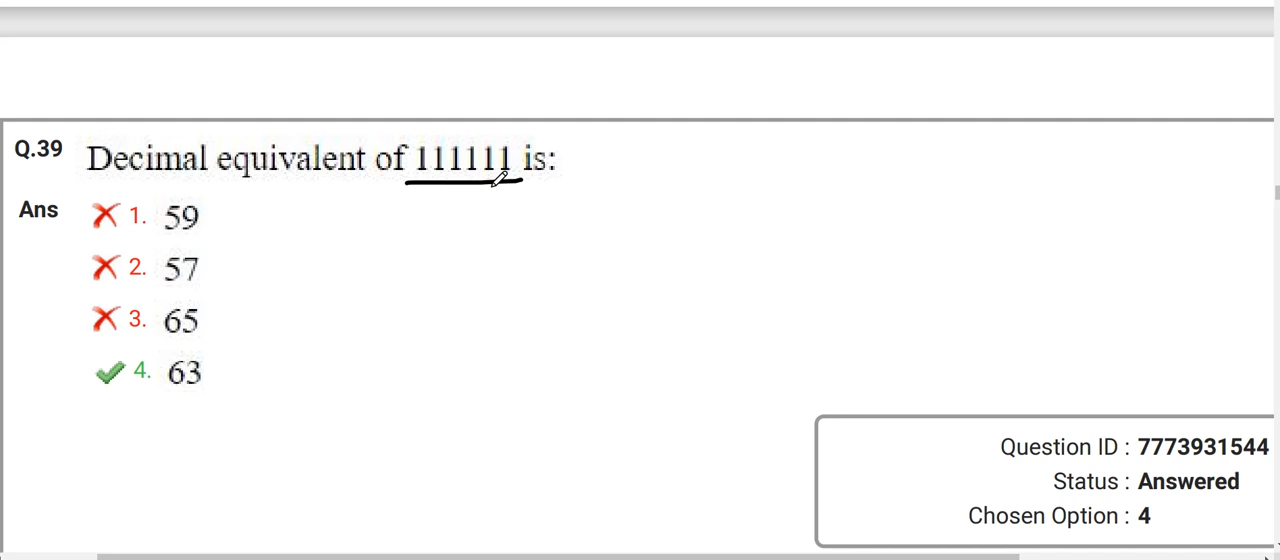 Q.39 Decimal equivalent of 111111 is:
Ans 1. 59
2. 57
3. 65
4. 63
Question ID : 7773931544
Status : Answered
Chosen Option : 4